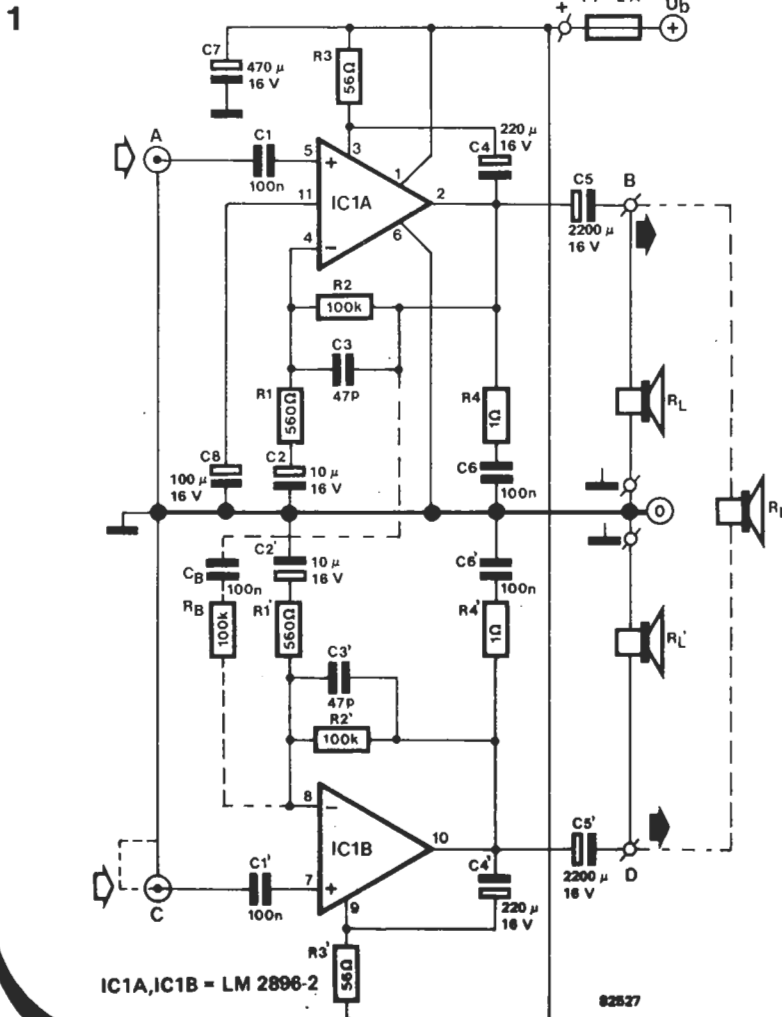 1
+
Ub
C7
470 μ
16 V
R3
56Ω
A
C1
100n
5
+
3
1
220 μ
16 V
C4
2
C5
2200 μ
16 V
B
11
IC1A
4
−
6
R2
100k
C3
47p
R1
560Ω
R4
1Ω
RL
C8
100 μ
16 V
C2
10 μ
16 V
C6
100n
0
CB
100n
C2'
10 μ
16 V
C6'
100n
RB
100k
R1'
560Ω
R4'
1Ω
RL'
C3'
47p
R2'
100k
8
−
IC1B
10
7
+
9
C
C1'
100n
C4'
220 μ
16 V
C5'
2200 μ
16 V
D
R3'
56Ω
IC1A,IC1B = LM 2896-2
82527